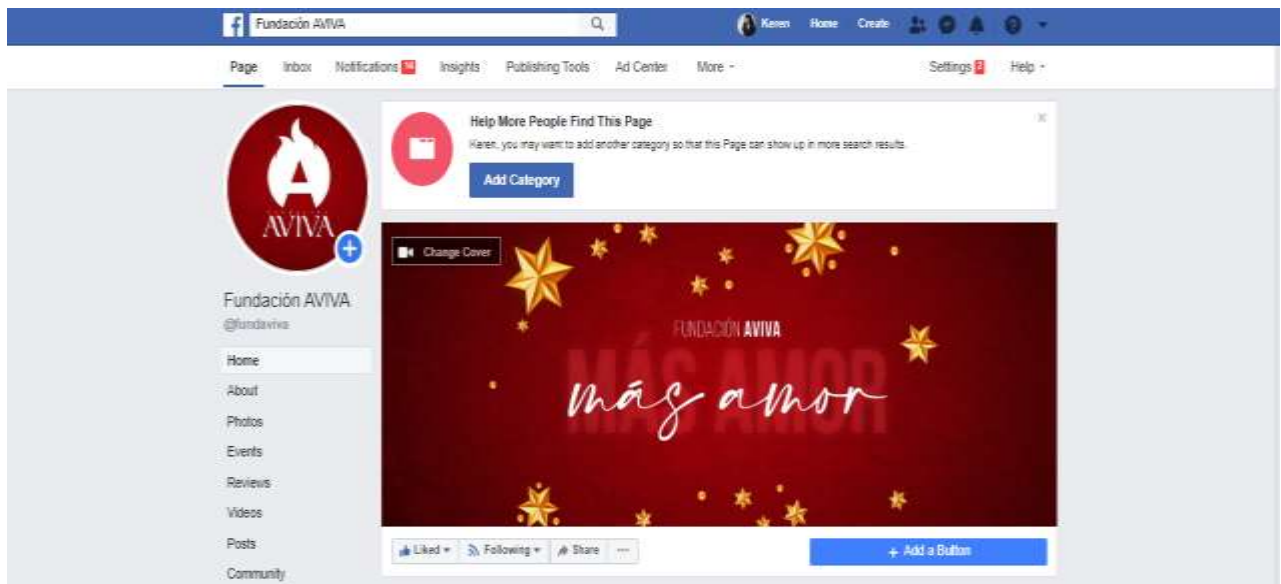 Fundación AVIVA
Keren Home Create
Page Inbox Notifications 14 Insights Publishing Tools Ad Center More Settings 2 Help
Help More People Find This Page
Keren, you may want to add another category so that this Page can show up in more search results.
Add Category
A
AVIVA
Change Cover
FUNDACIÓN AVIVA
MÁS AMOR
más amor
Fundación AVIVA
@fundaviva
Home
About
Photos
Events
Reviews
Videos
Posts
Community
Liked Following Share ...
+ Add a Button